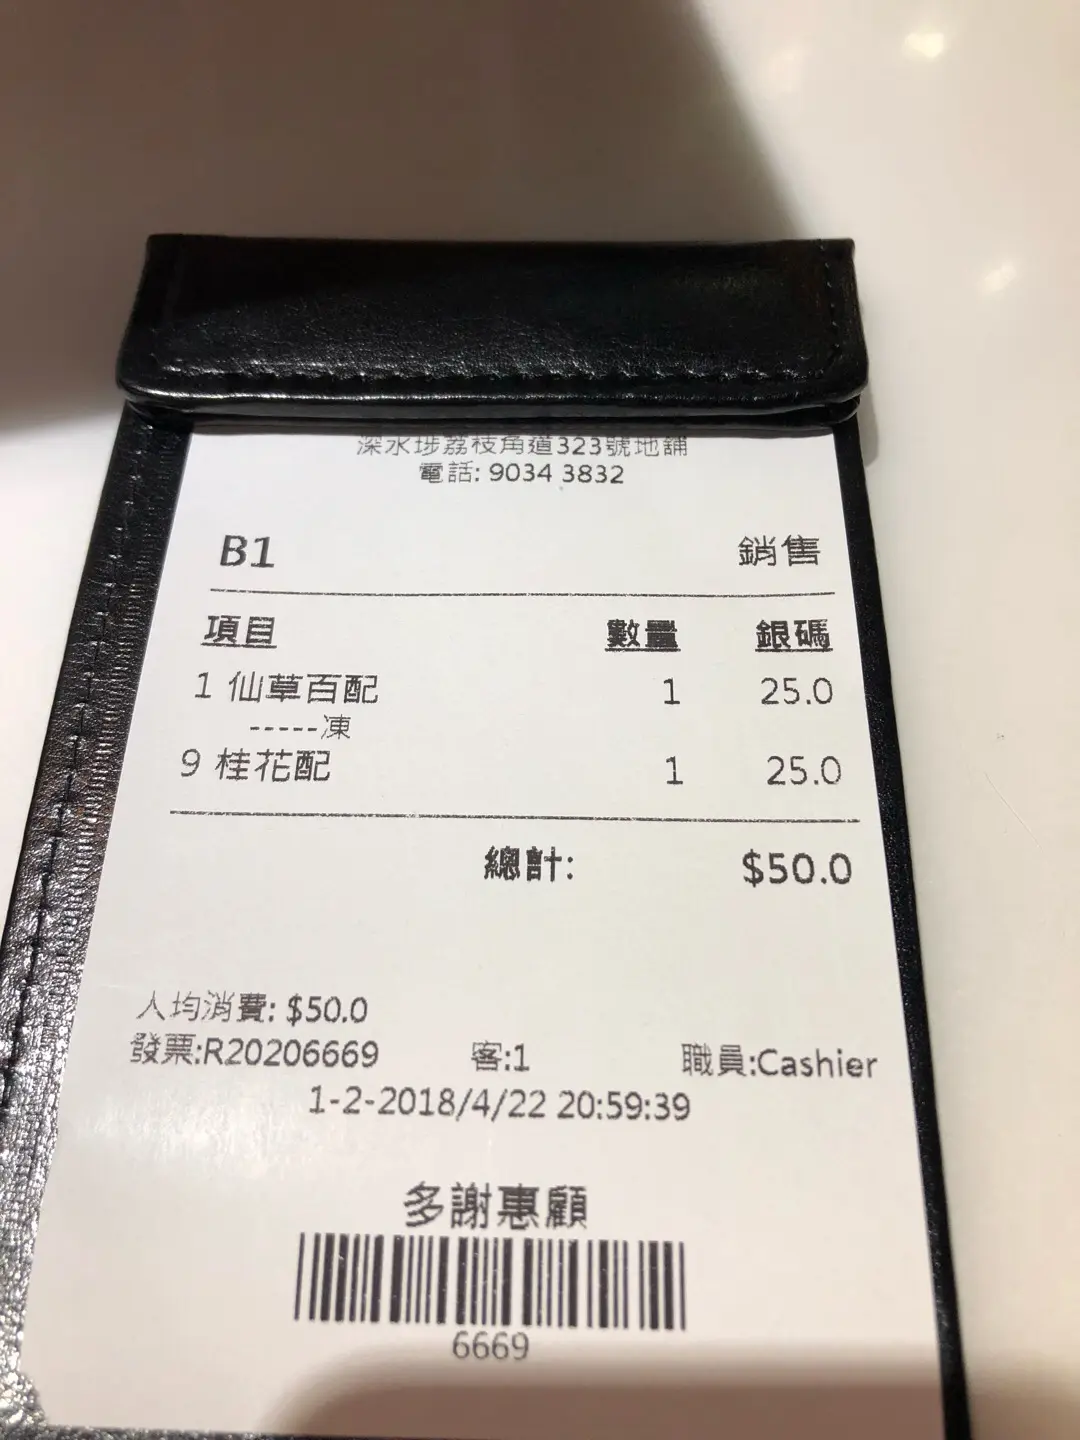 深水埗荔枝角道323號地舖
電話: 9034 3832
B1 銷售
項目 數量 銀碼
1 仙草百配 1 25.0
-----凍
9 桂花配 1 25.0
總計: $50.0
人均消費: $50.0
發票:R20206669 客:1 職員:Cashier
1-2-2018/4/22 20:59:39
多謝惠顧
6669